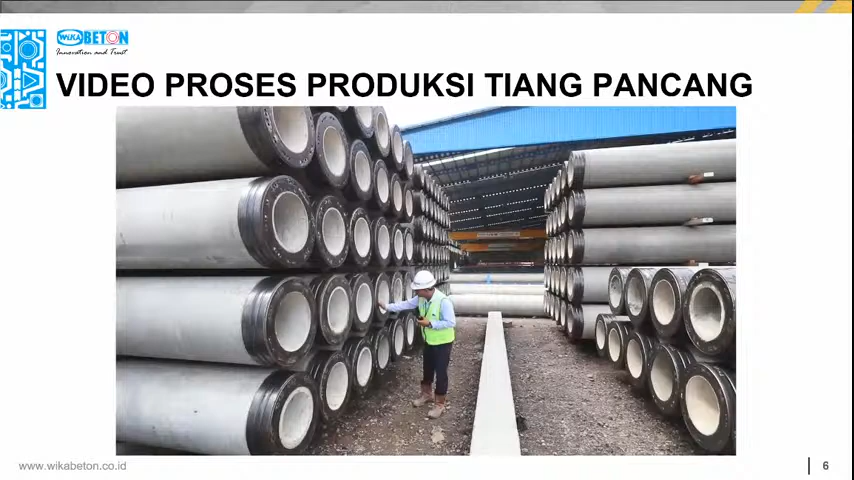 WIKA BETON
Innovation and Trust
VIDEO PROSES PRODUKSI TIANG PANCANG
www.wikabeton.co.id
6